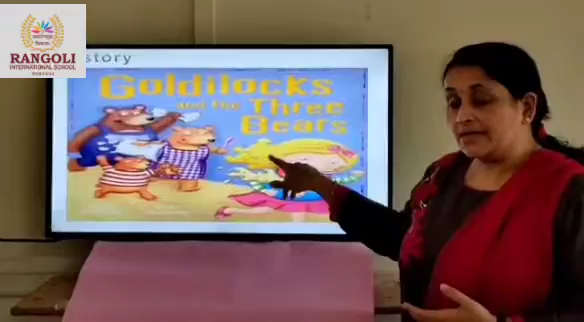 RANGOLI
INTERNATIONAL SCHOOL
story
Goldilocks
and the Three
Bears